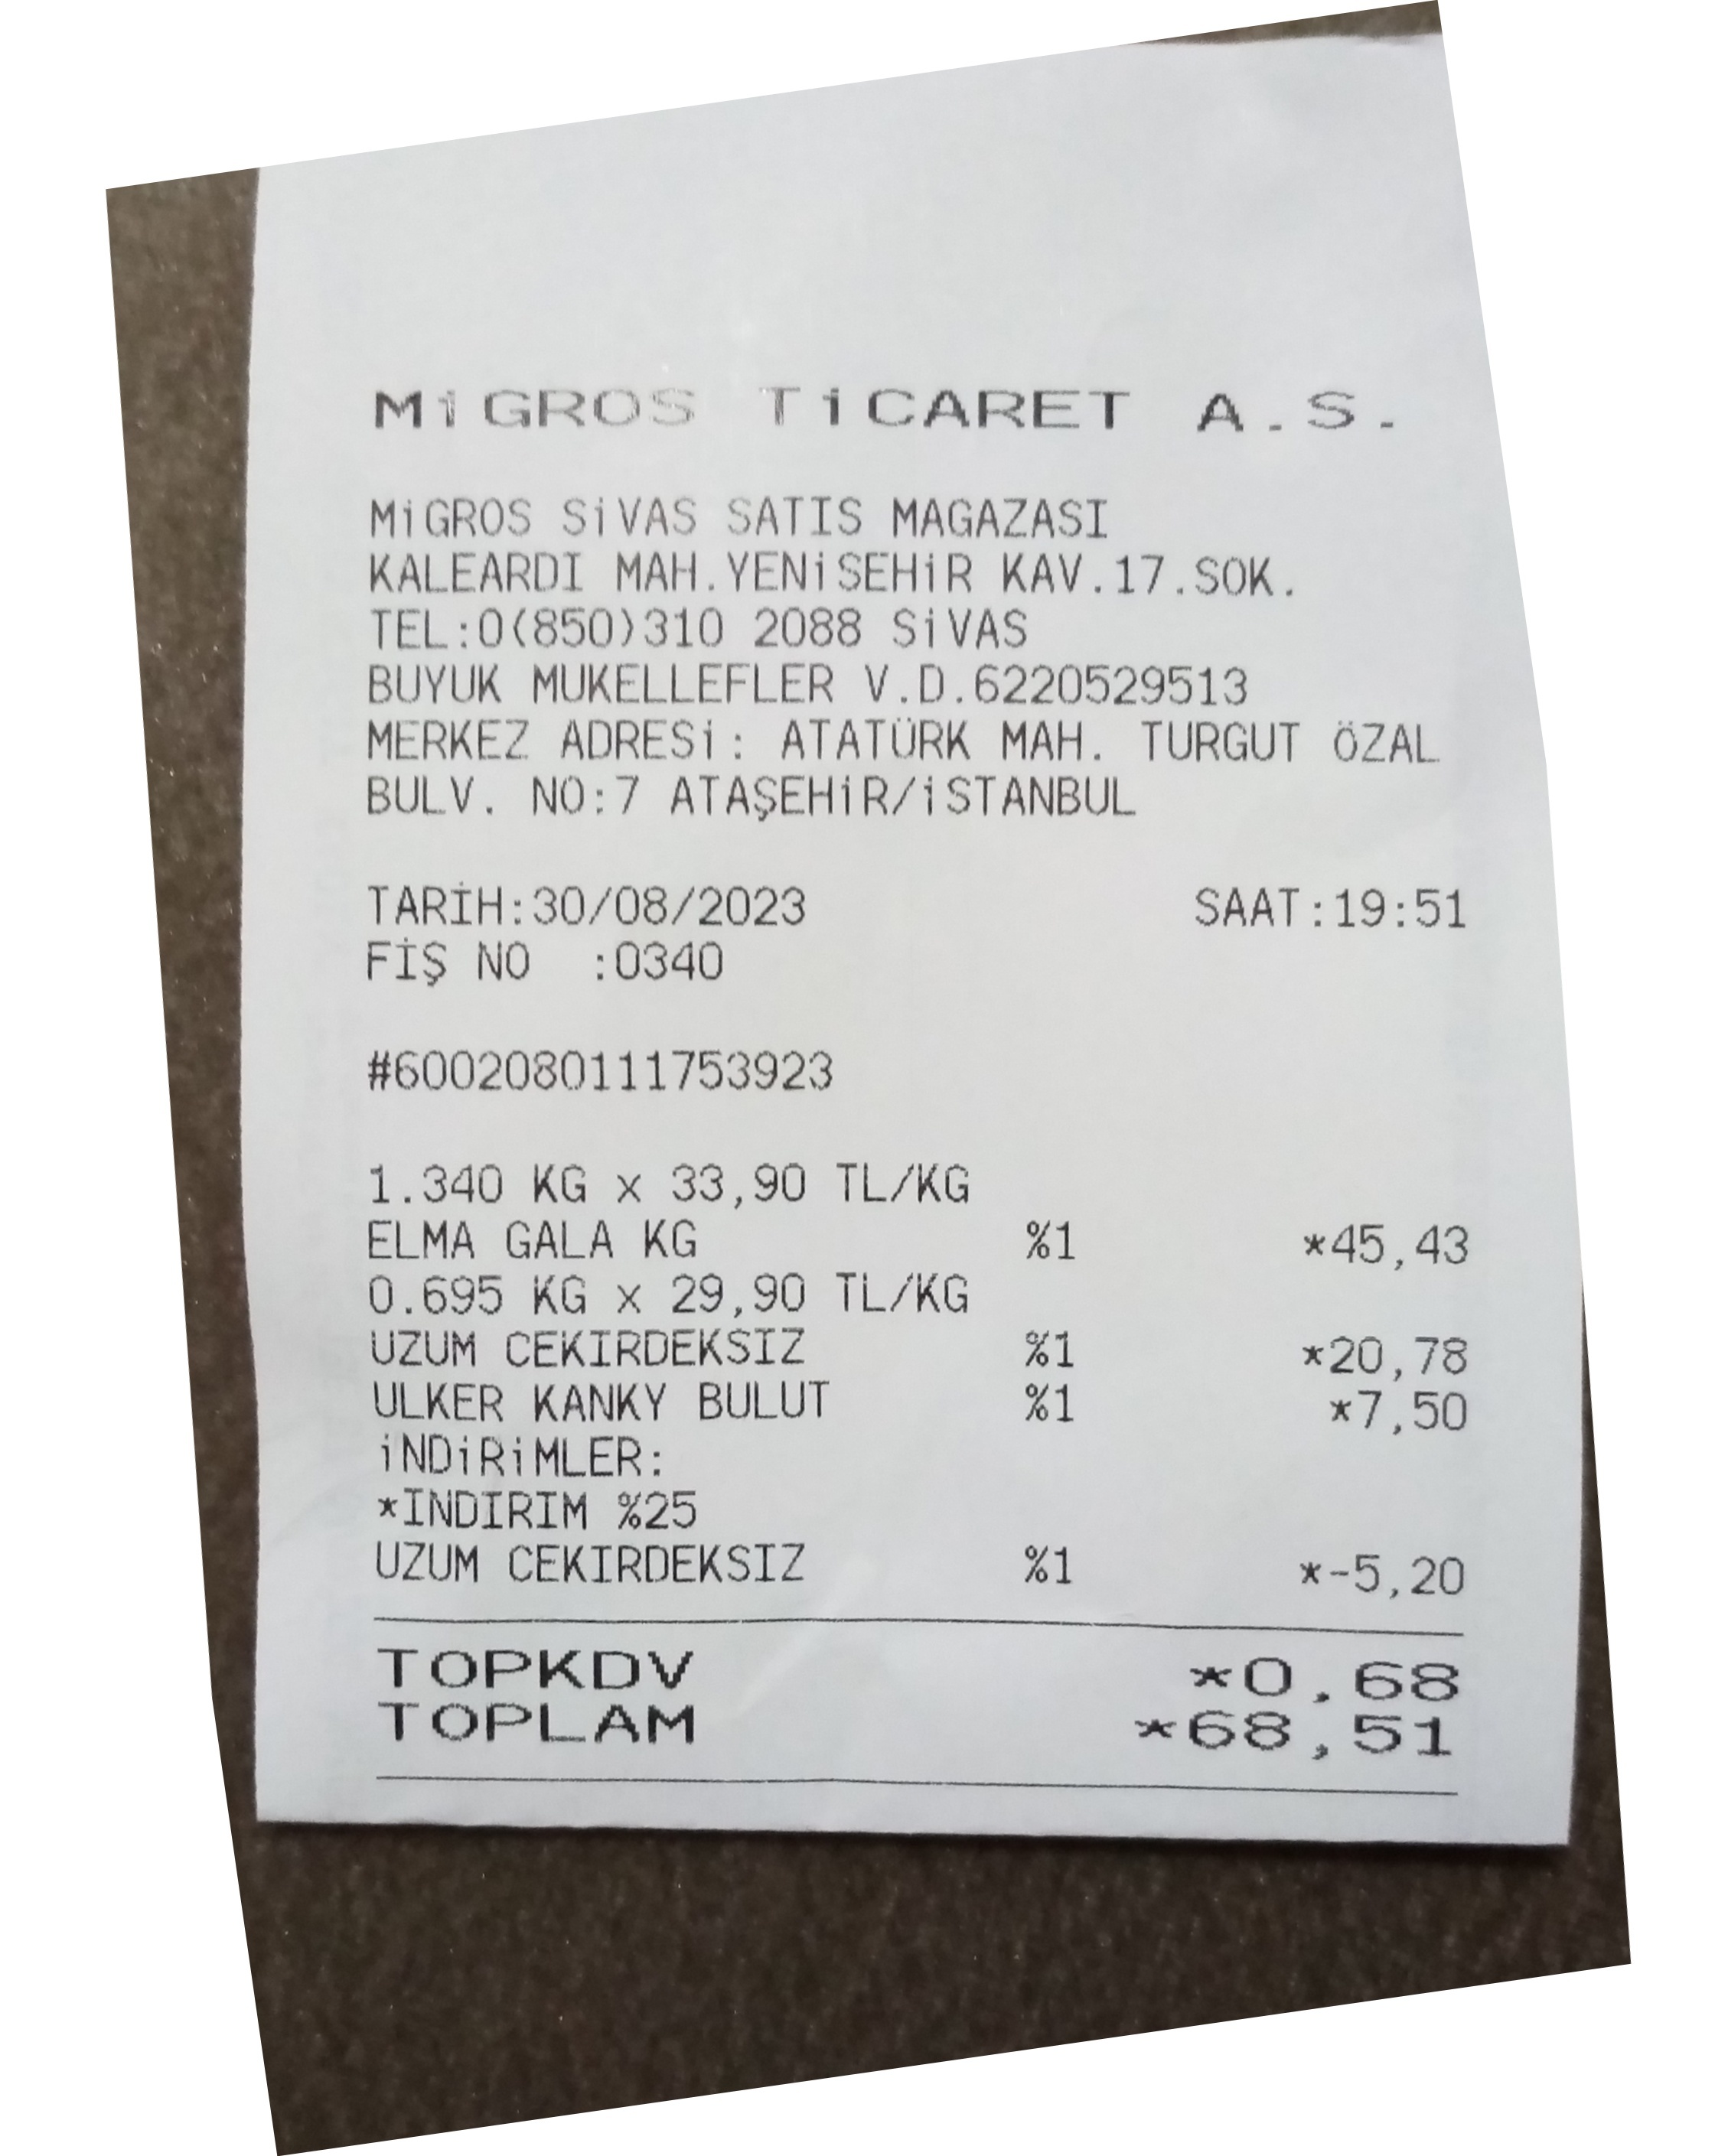 MiGROS TiCARET A.S.
MiGROS SiVAS SATIS MAGAZASI
KALEARDI MAH.YENiSEHiR KAV.17.SOK.
TEL:0(850)310 2088 SiVAS
BUYUK MUKELLEFLER V.D.6220529513
MERKEZ ADRESi: ATATÜRK MAH. TURGUT ÖZAL
BULV. NO:7 ATAŞEHiR/iSTANBUL
TARİH:30/08/2023 SAAT:19:51
FİŞ NO :0340
#6002080111753923
1.340 KG x 33,90 TL/KG
ELMA GALA KG %1 *45,43
0.695 KG x 29,90 TL/KG
UZUM CEKIRDEKSIZ %1 *20,78
ULKER KANKY BULUT %1 *7,50
iNDiRiMLER:
*INDIRIM %25
UZUM CEKIRDEKSIZ %1 *-5,20
TOPKDV *0,68
TOPLAM *68,51